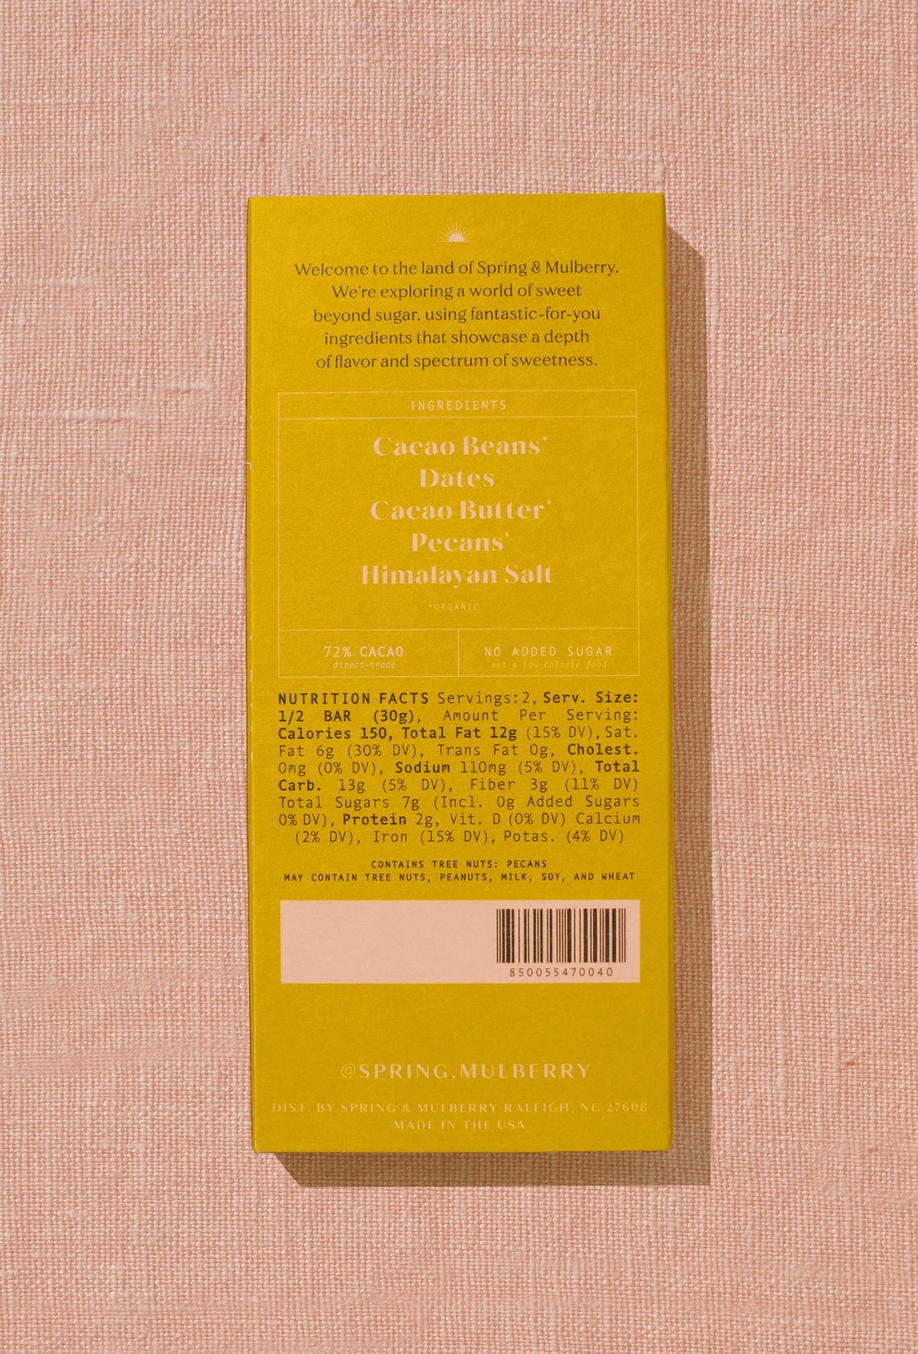 Welcome to the land of Spring & Mulberry.
We're exploring a world of sweet
beyond sugar, using fantastic-for-you
ingredients that showcase a depth
of flavor and spectrum of sweetness.
INGREDIENTS
Cacao Beans*
Dates
Cacao Butter*
Pecans*
Himalayan Salt
*ORGANIC
72% CACAO
direct-trade
NO ADDED SUGAR
not a low calorie food
NUTRITION FACTS Servings: 2, Serv. Size:
1/2 BAR (30g), Amount Per Serving:
Calories 150, Total Fat 12g (15% DV), Sat.
Fat 6g (30% DV), Trans Fat 0g, Cholest.
0mg (0% DV), Sodium 110mg (5% DV), Total
Carb. 13g (5% DV), Fiber 3g (11% DV)
Total Sugars 7g (Incl. 0g Added Sugars
0% DV), Protein 2g, Vit. D (0% DV) Calcium
(2% DV), Iron (15% DV), Potas. (4% DV)
CONTAINS TREE NUTS: PECANS
MAY CONTAIN TREE NUTS, PEANUTS, MILK, SOY, AND WHEAT
850055470040
@SPRING.MULBERRY
DIST. BY SPRING & MULBERRY RALEIGH, NC 27608
MADE IN THE USA